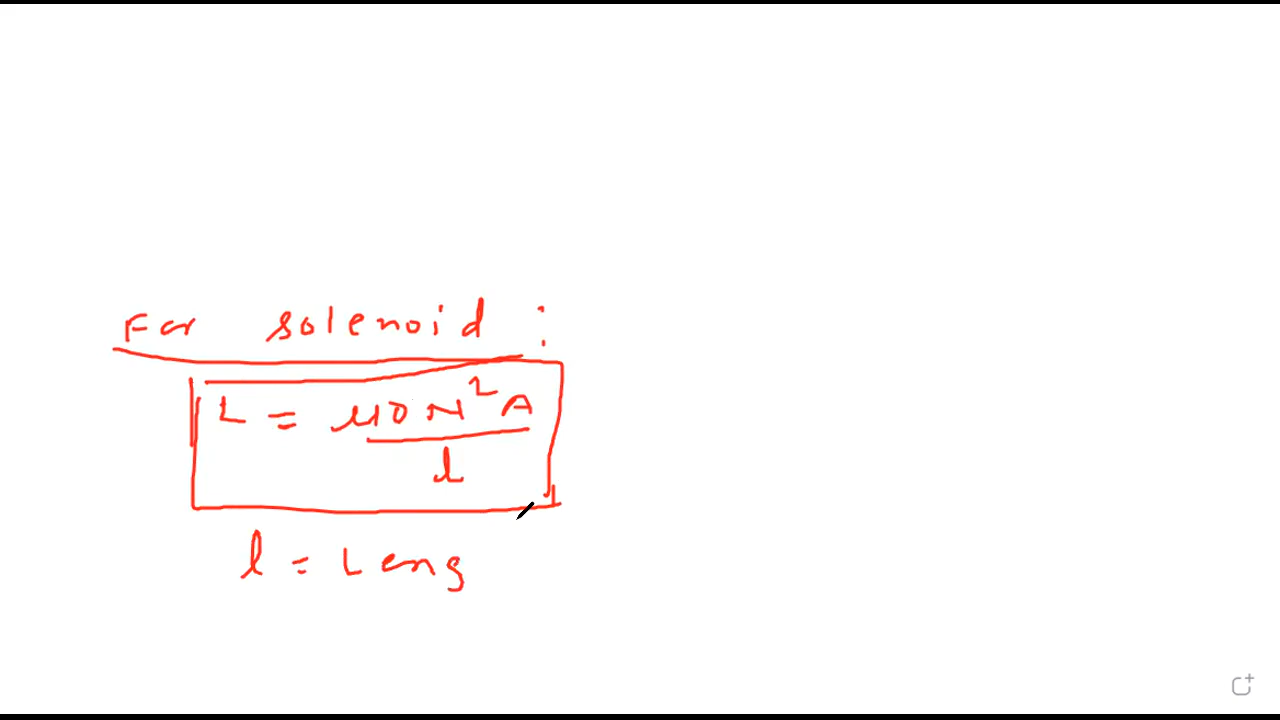 For solenoid :
L = μ0 N² A
l
l = Leng